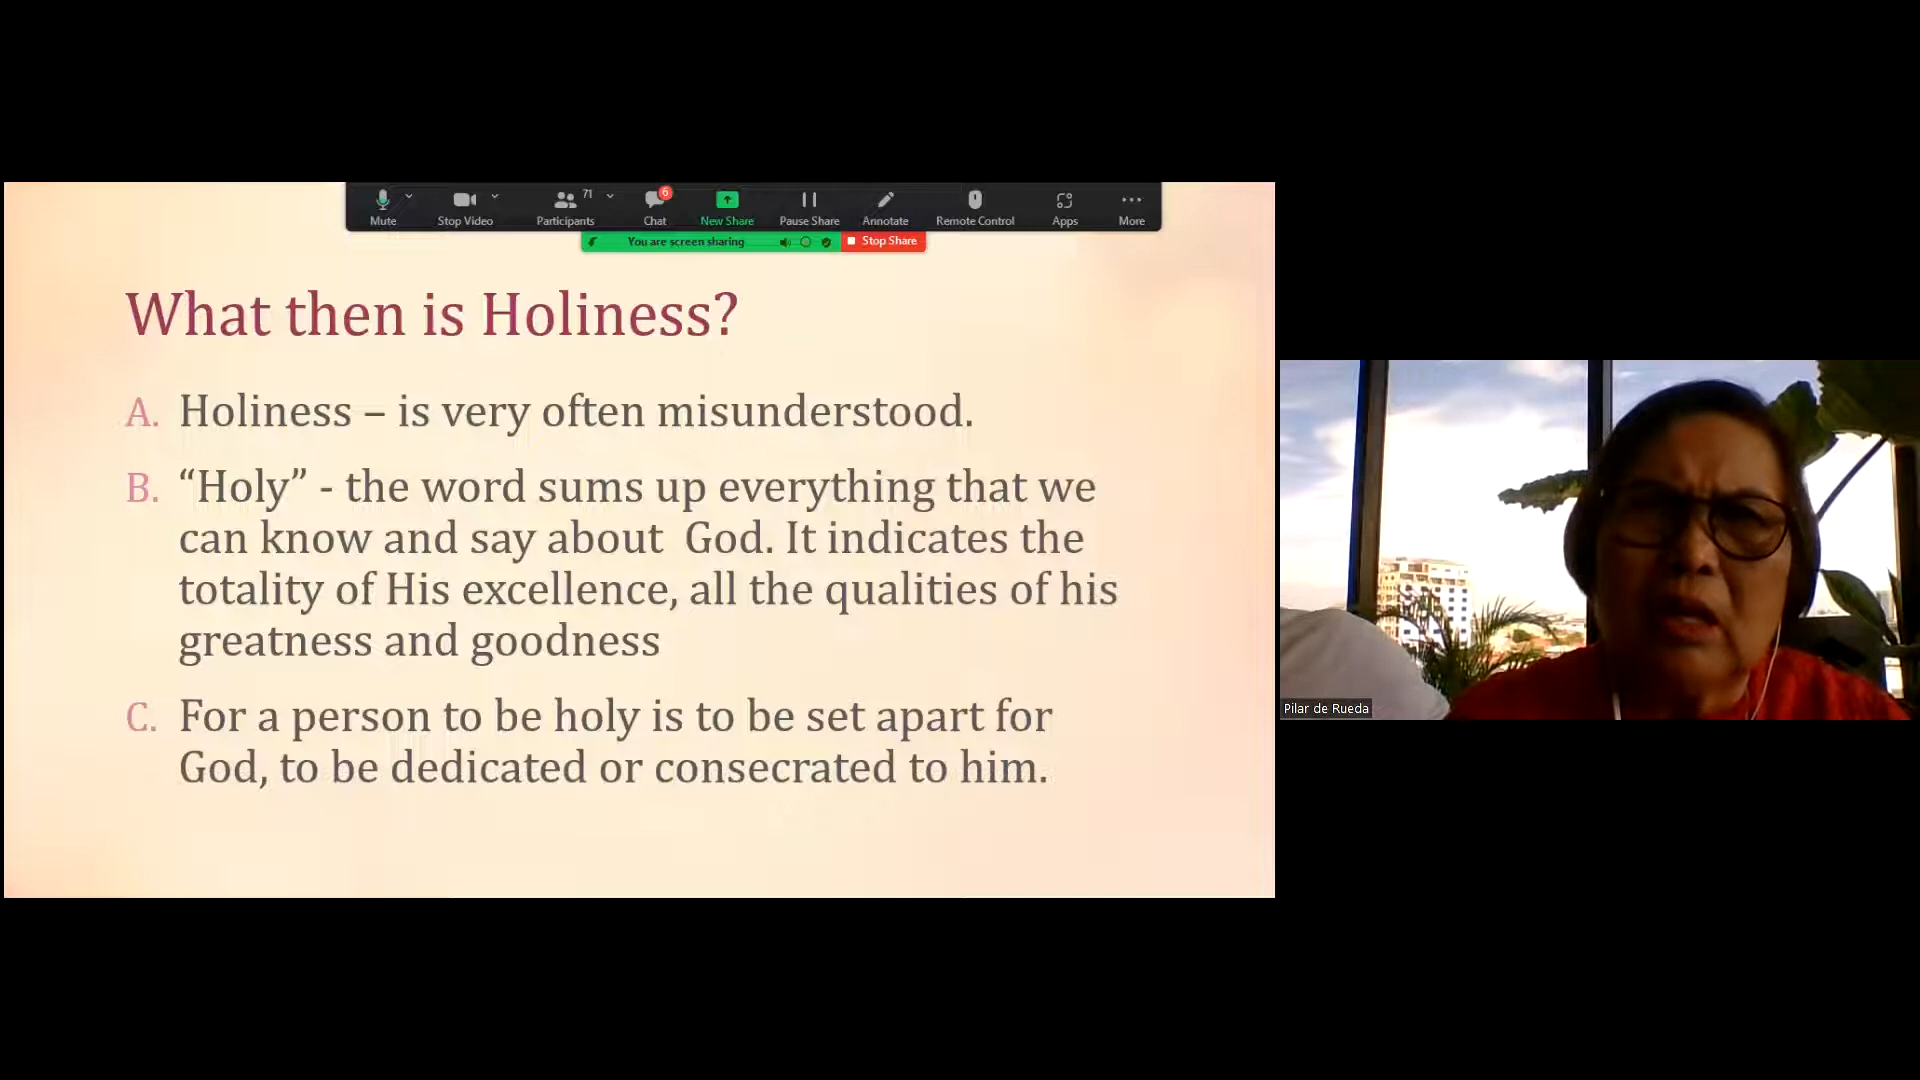 71
6
Mute
Stop Video
Participants
Chat
New Share
Pause Share
Annotate
Remote Control
Apps
More
You are screen sharing
Stop Share
What then is Holiness?
A. Holiness – is very often misunderstood.
B. “Holy” - the word sums up everything that we
can know and say about  God. It indicates the
totality of His excellence, all the qualities of his
greatness and goodness
C. For a person to be holy is to be set apart for
God, to be dedicated or consecrated to him.
Pilar de Rueda